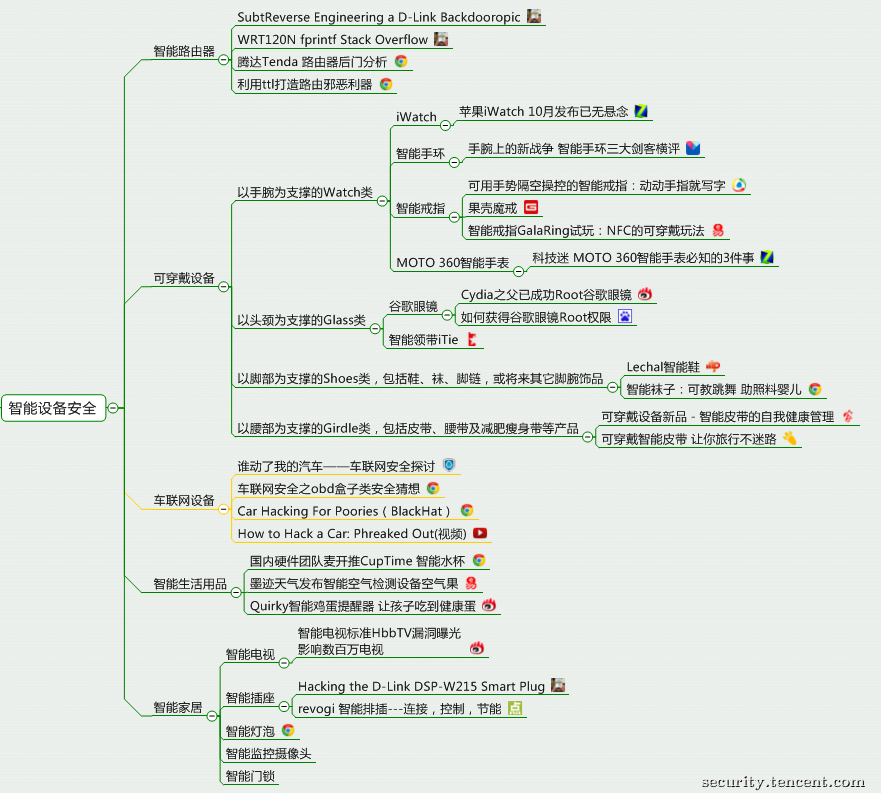 智能设备安全
智能路由器
SubtReverse Engineering a D-Link Backdooropic
WRT120N fprintf Stack Overflow
腾达Tenda 路由器后门分析
利用ttl打造路由邪恶利器
可穿戴设备
以手腕为支撑的Watch类
iWatch
苹果iWatch 10月发布已无悬念
智能手环
手腕上的新战争 智能手环三大剑客横评
智能戒指
可用手势隔空操控的智能戒指：动动手指就写字
果壳魔戒
智能戒指GalaRing试玩：NFC的可穿戴玩法
MOTO 360智能手表
科技迷 MOTO 360智能手表必知的3件事
以头颈为支撑的Glass类
谷歌眼镜
Cydia之父已成功Root谷歌眼镜
如何获得谷歌眼镜Root权限
智能领带iTie
以脚部为支撑的Shoes类，包括鞋、袜、脚链，或将来其它脚腕饰品
Lechal智能鞋
智能袜子：可教跳舞 助照料婴儿
以腰部为支撑的Girdle类，包括皮带、腰带及减肥瘦身带等产品
可穿戴设备新品 - 智能皮带的自我健康管理
可穿戴智能皮带 让你旅行不迷路
车联网设备
谁动了我的汽车——车联网安全探讨
车联网安全之obd盒子类安全猜想
Car Hacking For Poories（BlackHat）
How to Hack a Car: Phreaked Out(视频)
智能生活用品
国内硬件团队麦开推CupTime 智能水杯
墨迹天气发布智能空气检测设备空气果
Quirky智能鸡蛋提醒器 让孩子吃到健康蛋
智能家居
智能电视
智能电视标准HbbTV漏洞曝光
影响数百万电视
智能插座
Hacking the D-Link DSP-W215 Smart Plug
revogi 智能排插---连接，控制，节能
点
智能灯泡
智能监控摄像头
智能门锁
security.tencent.com